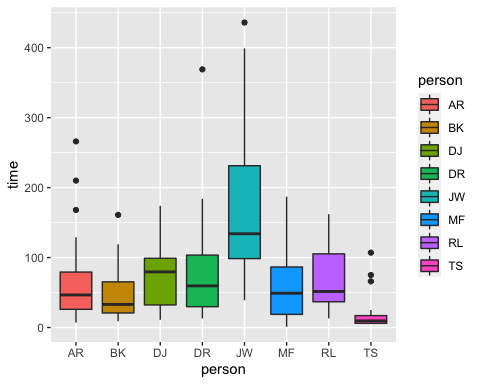 400
300
200
100
0
time
AR BK DJ DR JW MF RL TS
person
person
AR
BK
DJ
DR
JW
MF
RL
TS